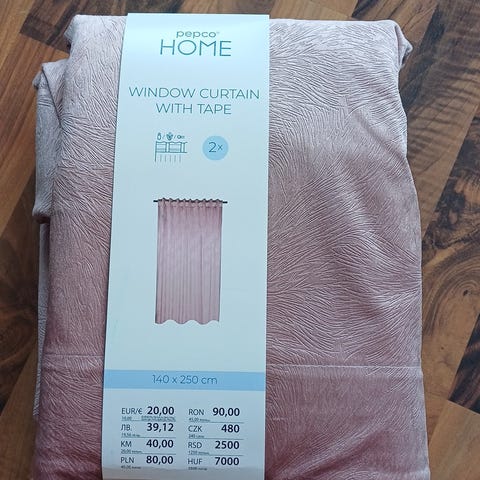 pepco®
HOME
WINDOW CURTAIN
WITH TAPE
2x
140 x 250 cm
EUR/€ 20,00 RON 90,00
ЛВ. 39,12 CZK 480
KM 40,00 RSD 2500
PLN 80,00 HUF 7000